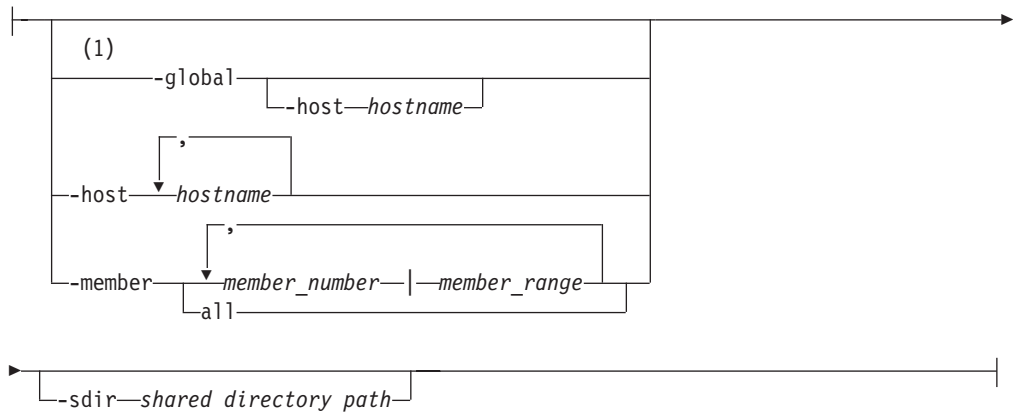 (1)
-global
-host hostname
,
-host hostname
,
-member member_number | member_range
all
-sdir shared directory path